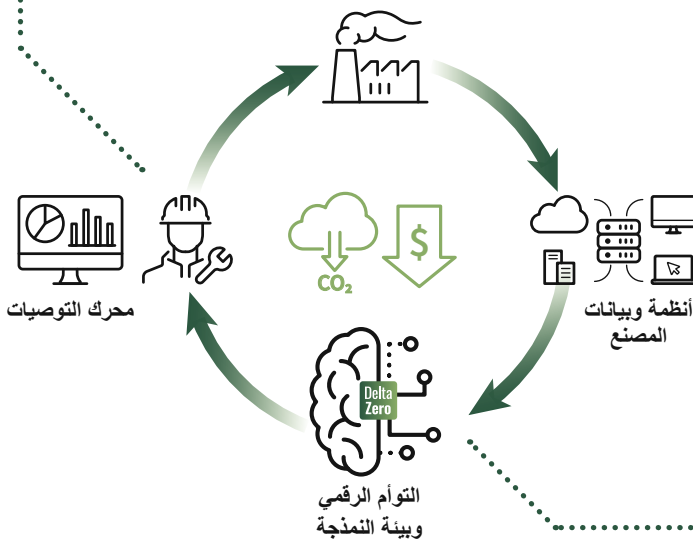 $
CO₂
أنظمة وبيانات
المصنع
محرك التوصيات
Delta
Zero
التوأم الرقمي
وبيئة النمذجة